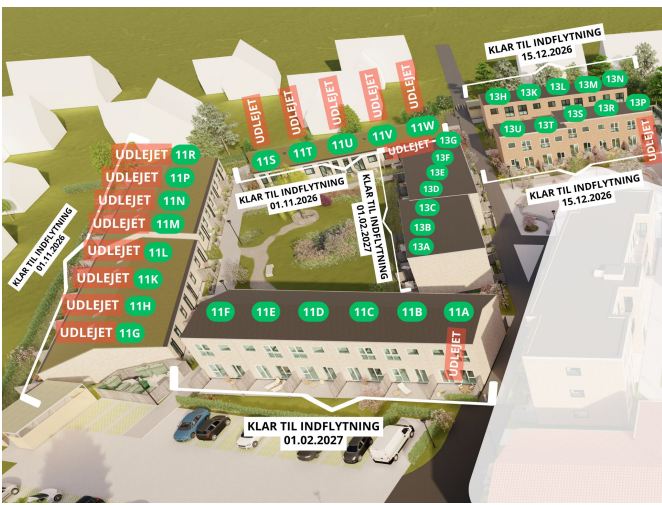 KLAR TIL INDFLYTNING
15.12.2026
13H
13K
13L
13M
13N
13U
13T
13S
13R
13P
UDLEJET
KLAR TIL INDFLYTNING
15.12.2026
UDLEJET
UDLEJET
UDLEJET
UDLEJET
UDLEJET
11S
11T
11U
11V
11W
KLAR TIL INDFLYTNING
01.11.2026
UDLEJET
13G
13F
13E
13D
13C
13B
13A
KLAR TIL INDFLYTNING
01.02.2027
UDLEJET 11R
UDLEJET 11P
UDLEJET 11N
UDLEJET 11M
UDLEJET 11L
UDLEJET 11K
UDLEJET 11H
UDLEJET 11G
KLAR TIL INDFLYTNING
01.11.2026
11F
11E
11D
11C
11B
11A
UDLEJET
KLAR TIL INDFLYTNING
01.02.2027